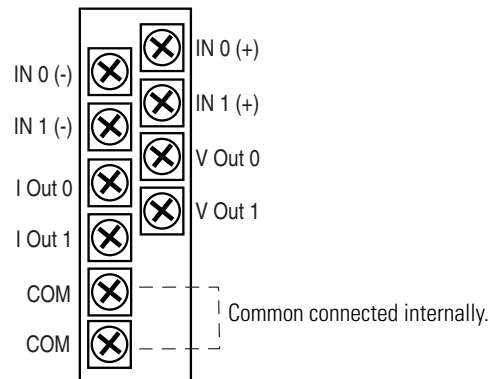 IN 0 (+)
IN 0 (-)
IN 1 (+)
IN 1 (-)
V Out 0
I Out 0
V Out 1
I Out 1
COM
Common connected internally.
COM